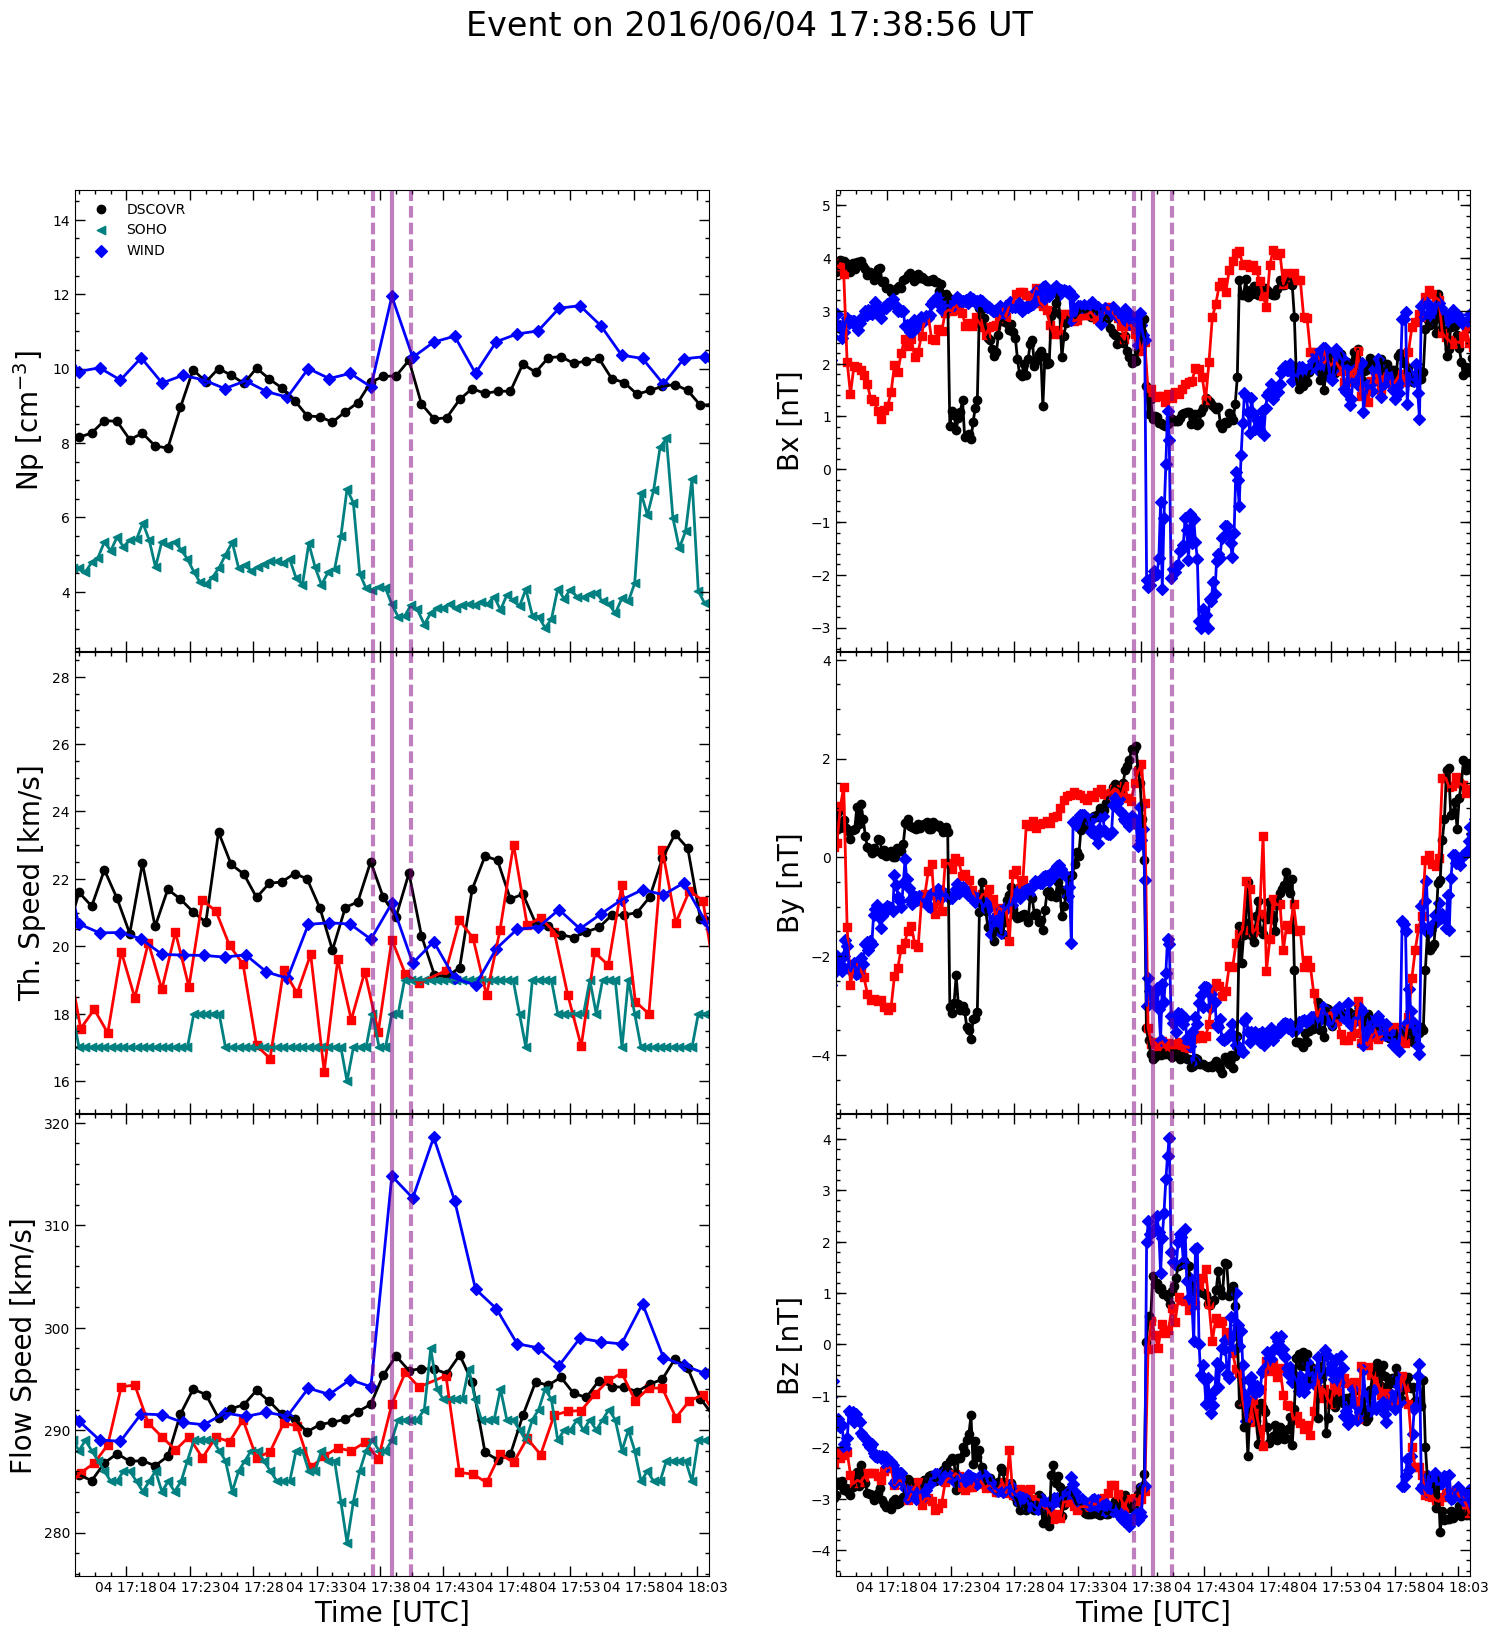 Event on 2016/06/04 17:38:56 UT
DSCOVR
SOHO
WIND
Np [cm⁻³]
14
12
10
8
6
4
Th. Speed [km/s]
28
26
24
22
20
18
16
Flow Speed [km/s]
320
310
300
290
280
04 17:18 04 17:23 04 17:28 04 17:33 04 17:38 04 17:43 04 17:48 04 17:53 04 17:58 04 18:03
Time [UTC]
Bx [nT]
5
4
3
2
1
0
−1
−2
−3
By [nT]
4
2
0
−2
−4
Bz [nT]
4
3
2
1
0
−1
−2
−3
−4
04 17:18 04 17:23 04 17:28 04 17:33 04 17:38 04 17:43 04 17:48 04 17:53 04 17:58 04 18:03
Time [UTC]